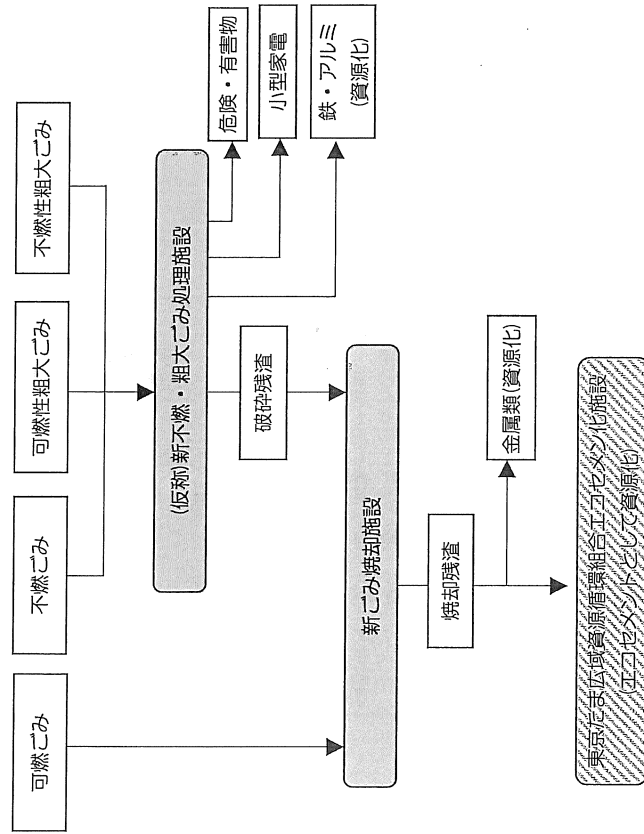 可燃ごみ
不燃ごみ
可燃性粗大ごみ
不燃性粗大ごみ
(仮称)新不燃・粗大ごみ処理施設
破砕残渣
危険・有害物
小型家電
鉄・アルミ
(資源化)
新ごみ焼却施設
焼却残渣
金属類(資源化)
東京たま広域資源循環組合エコセメント化施設
(エコセメントとして資源化)